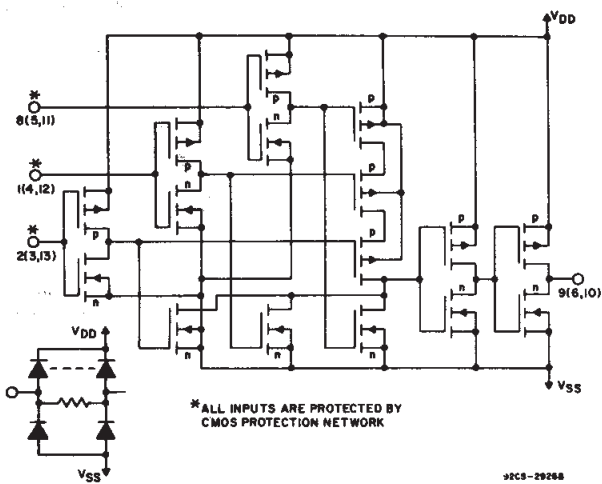 VDD
*
8(5,11)
p
n
p
*
1(4,12)
p
n
p
*
2(3,13)
p
n
p
p
p
n
n
9(6,10)
n
n
n
VSS
VDD
VSS
*ALL INPUTS ARE PROTECTED BY
CMOS PROTECTION NETWORK
92CS-29268